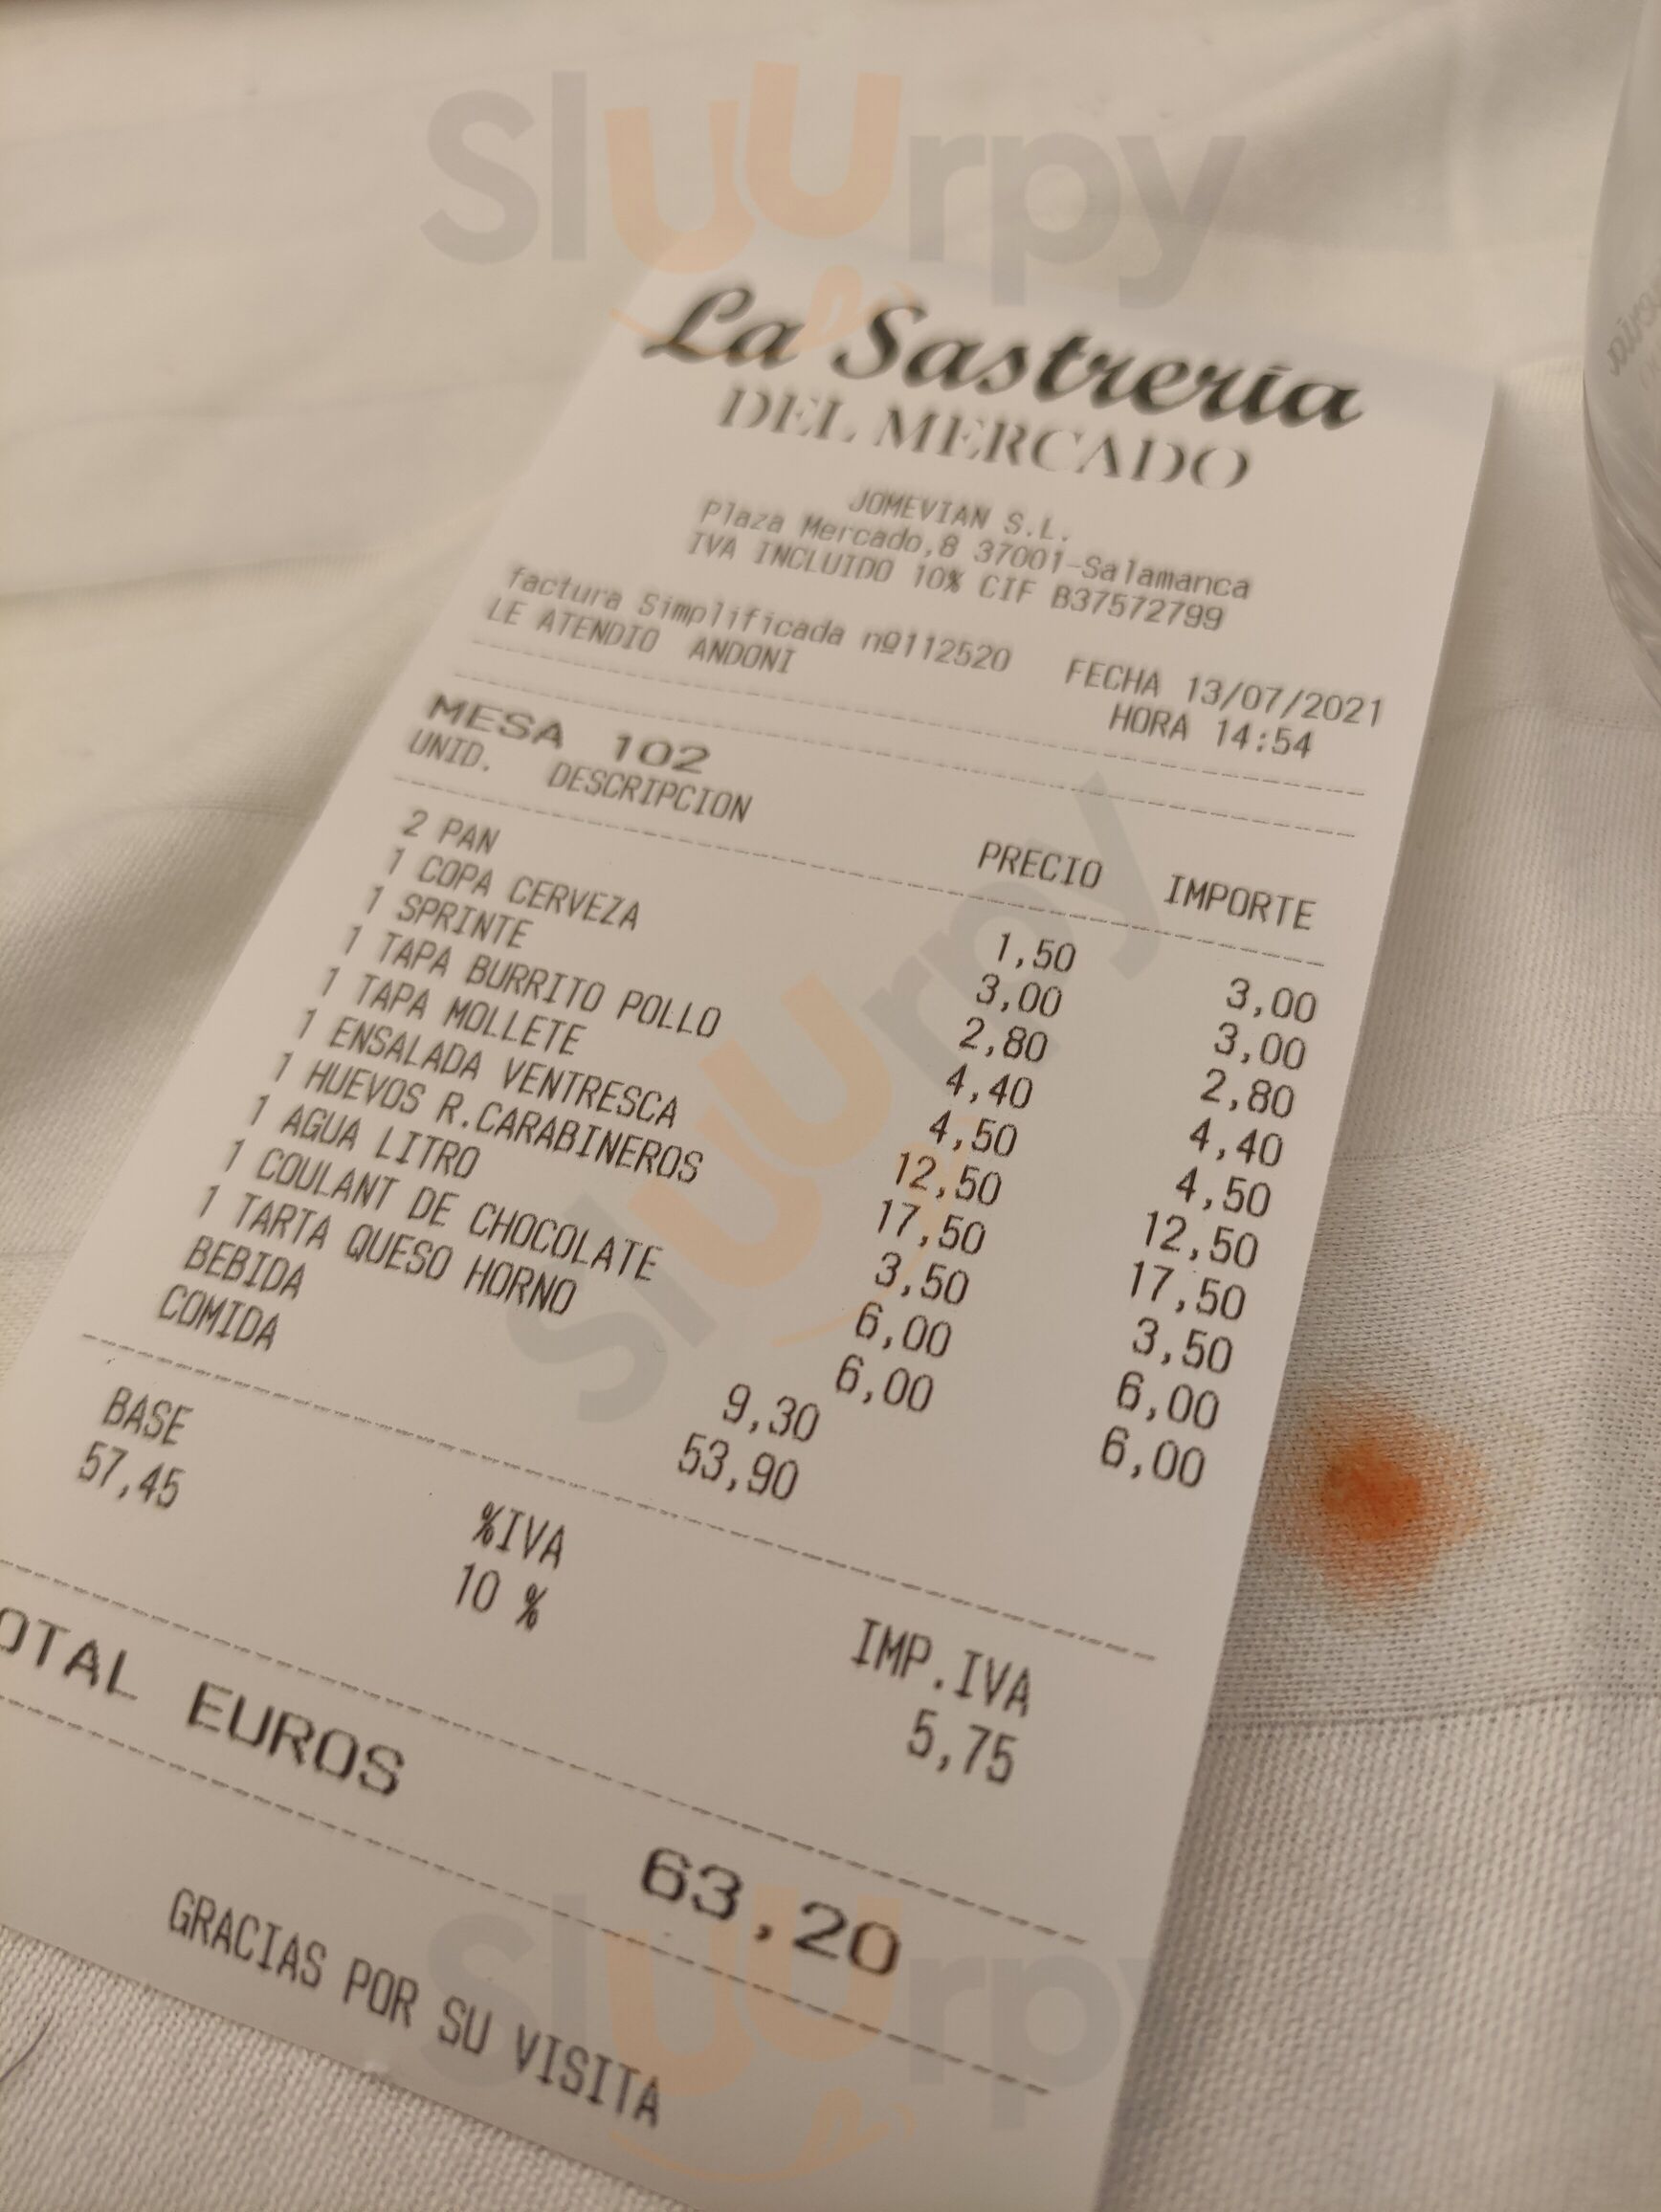 Sluurpy
La Sastrería
DEL MERCADO
JOMEVIAN S.L.
Plaza Mercado,8 37001-Salamanca
IVA INCLUIDO 10% CIF B37572799
factura Simplificada nº112520 FECHA 13/07/2021
LE ATENDIO ANDONI HORA 14:54
MESA 102
UNID. DESCRIPCION PRECIO IMPORTE
2 PAN 1,50 3,00
1 COPA CERVEZA 3,00 3,00
1 SPRINTE 2,80 2,80
1 TAPA BURRITO POLLO 4,40 4,40
1 TAPA MOLLETE 4,50 4,50
1 ENSALADA VENTRESCA 12,50 12,50
1 HUEVOS R.CARABINEROS 17,50 17,50
1 AGUA LITRO 3,50 3,50
1 COULANT DE CHOCOLATE 6,00 6,00
1 TARTA QUESO HORNO 6,00 6,00
BEBIDA 9,30
COMIDA 53,90
Sluurpy
BASE %IVA IMP.IVA
57,45 10 % 5,75
OTAL EUROS 63,20
GRACIAS POR SU VISITA
Sluurpy